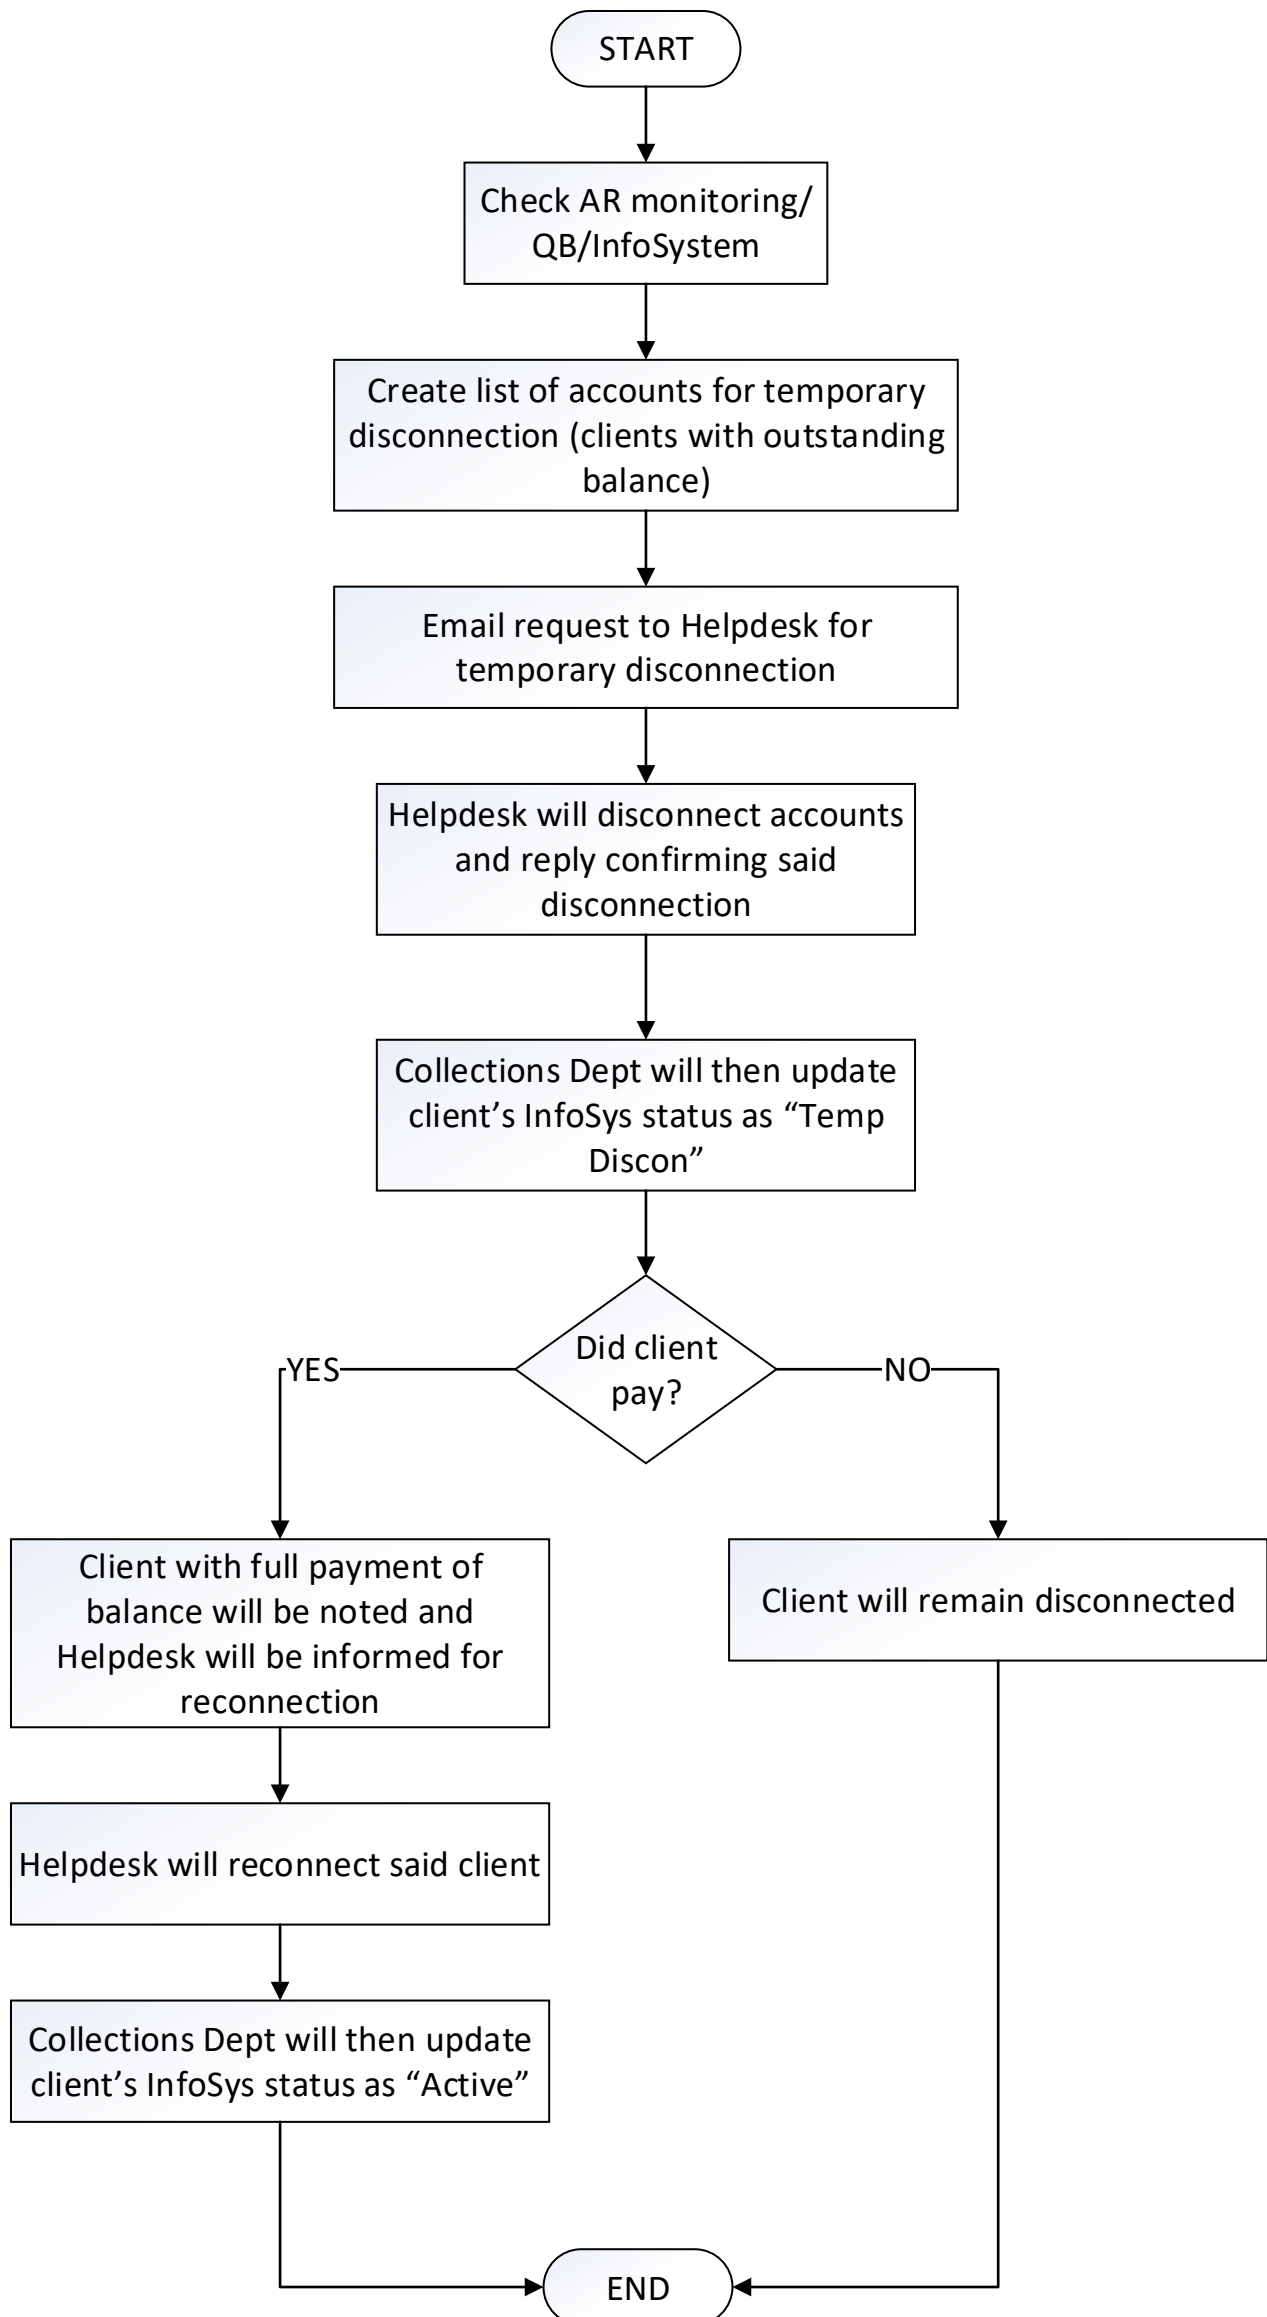 START
Check AR monitoring/
QB/InfoSystem
Create list of accounts for temporary
disconnection (clients with outstanding
balance)
Email request to Helpdesk for
temporary disconnection
Helpdesk will disconnect accounts
and reply confirming said
disconnection
Collections Dept will then update
client’s InfoSys status as “Temp
Discon”
Did client
pay?
YES
NO
Client with full payment of
balance will be noted and
Helpdesk will be informed for
reconnection
Client will remain disconnected
Helpdesk will reconnect said client
Collections Dept will then update
client’s InfoSys status as “Active”
END